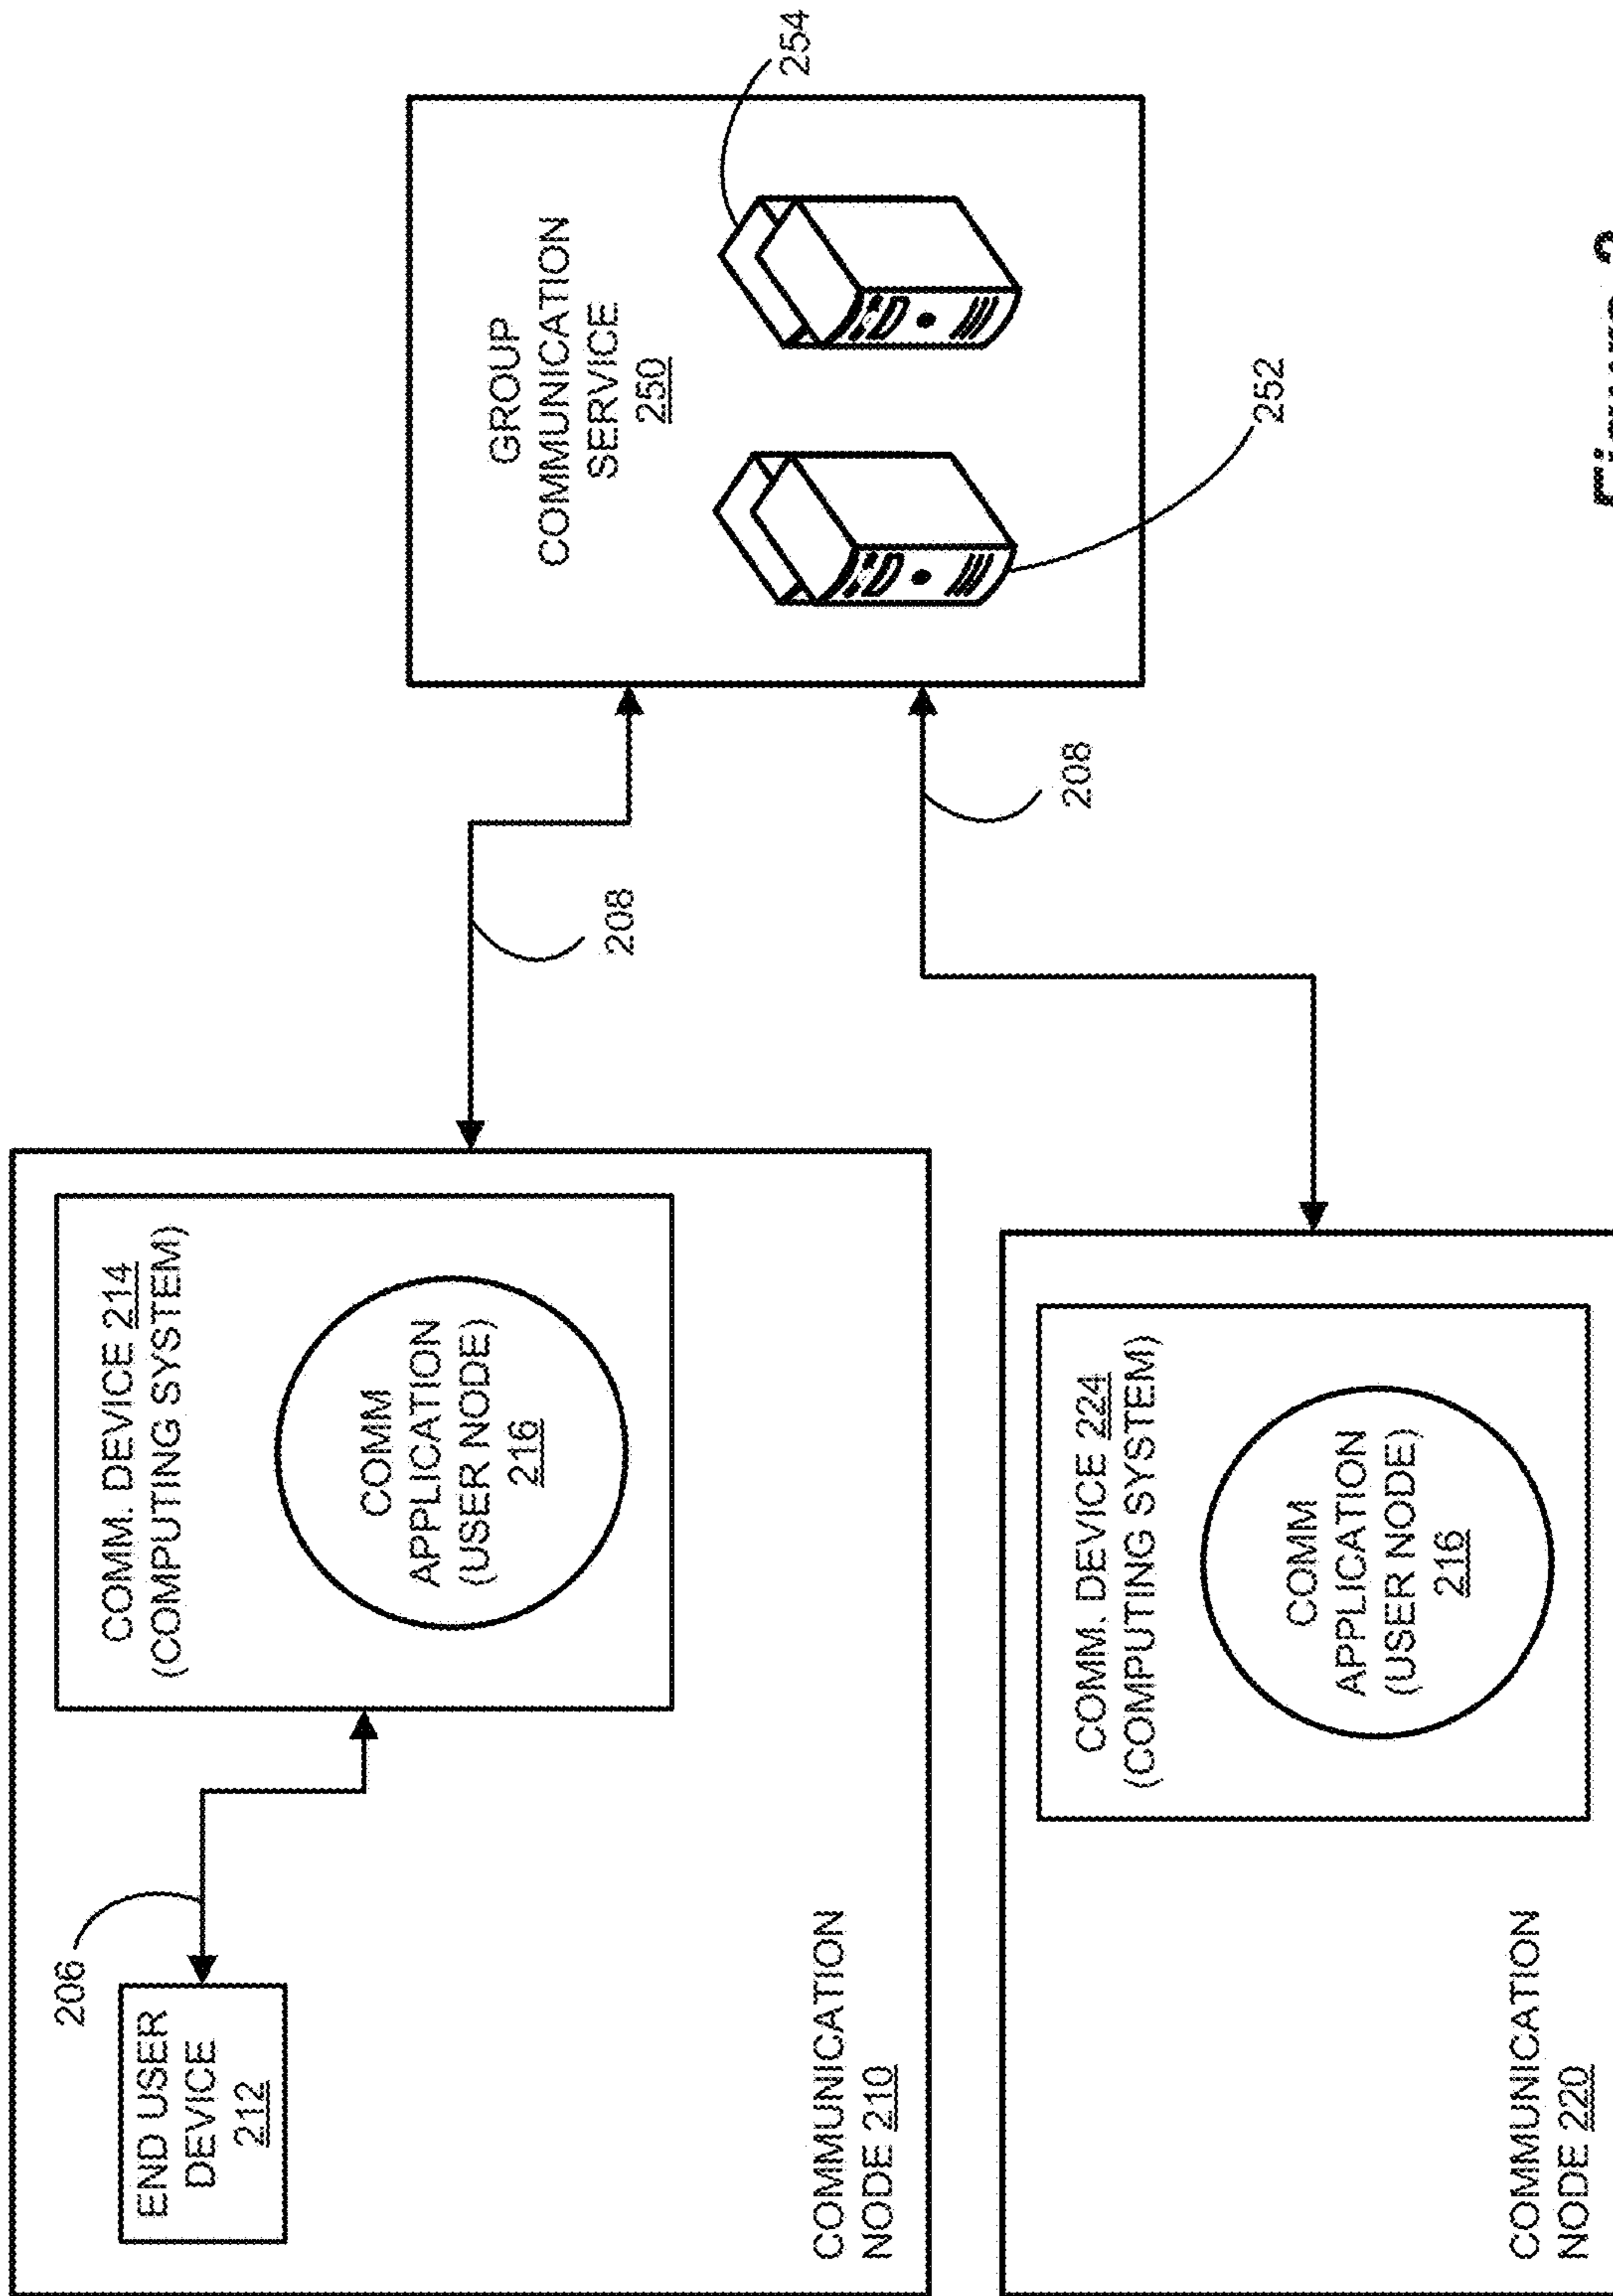 206
END USER
DEVICE
212
COMM. DEVICE 214
(COMPUTING SYSTEM)
COMM
APPLICATION
(USER NODE)
216
COMMUNICATION
NODE 210
208
GROUP
COMMUNICATION
SERVICE
250
254
252
208
COMM. DEVICE 224
(COMPUTING SYSTEM)
COMM
APPLICATION
(USER NODE)
216
COMMUNICATION
NODE 220
Figure